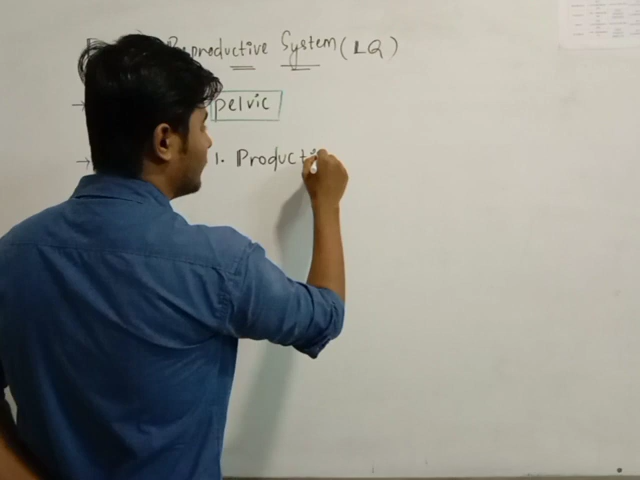 Reproductive System (LQ)
→ pelvic
→ 1. Producti